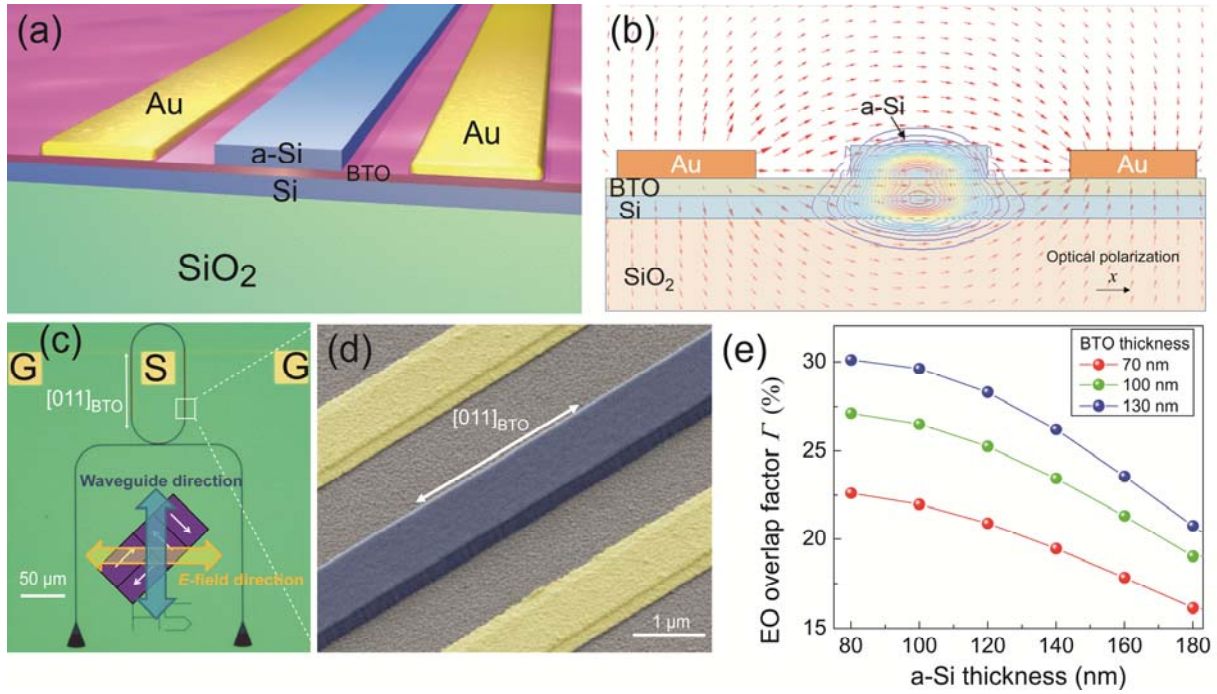 (a)
Au
Au
a-Si
BTO
Si
SiO2
(b)
a-Si
Au
Au
BTO
Si
SiO2
Optical polarization
x
(c)
G
S
G
[011]BTO
Waveguide direction
E-field direction
50 μm
(d)
[011]BTO
1 μm
(e)
EO overlap factor Γ (%)
30
25
20
15
BTO thickness
70 nm
100 nm
130 nm
80 100 120 140 160 180
a-Si thickness (nm)